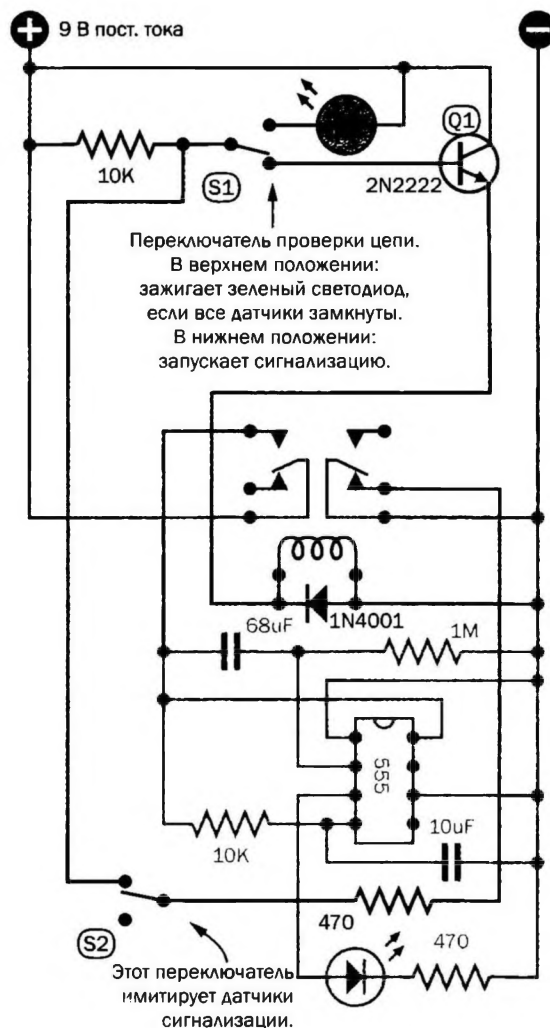 9 В пост. тока
Q1
10K
S1
2N2222
Переключатель проверки цепи.
В верхнем положении:
зажигает зеленый светодиод,
если все датчики замкнуты.
В нижнем положении:
запускает сигнализацию.
68uF
1N4001
1M
555
10K
10uF
470
470
S2
Этот переключатель
имитирует датчики
сигнализации.